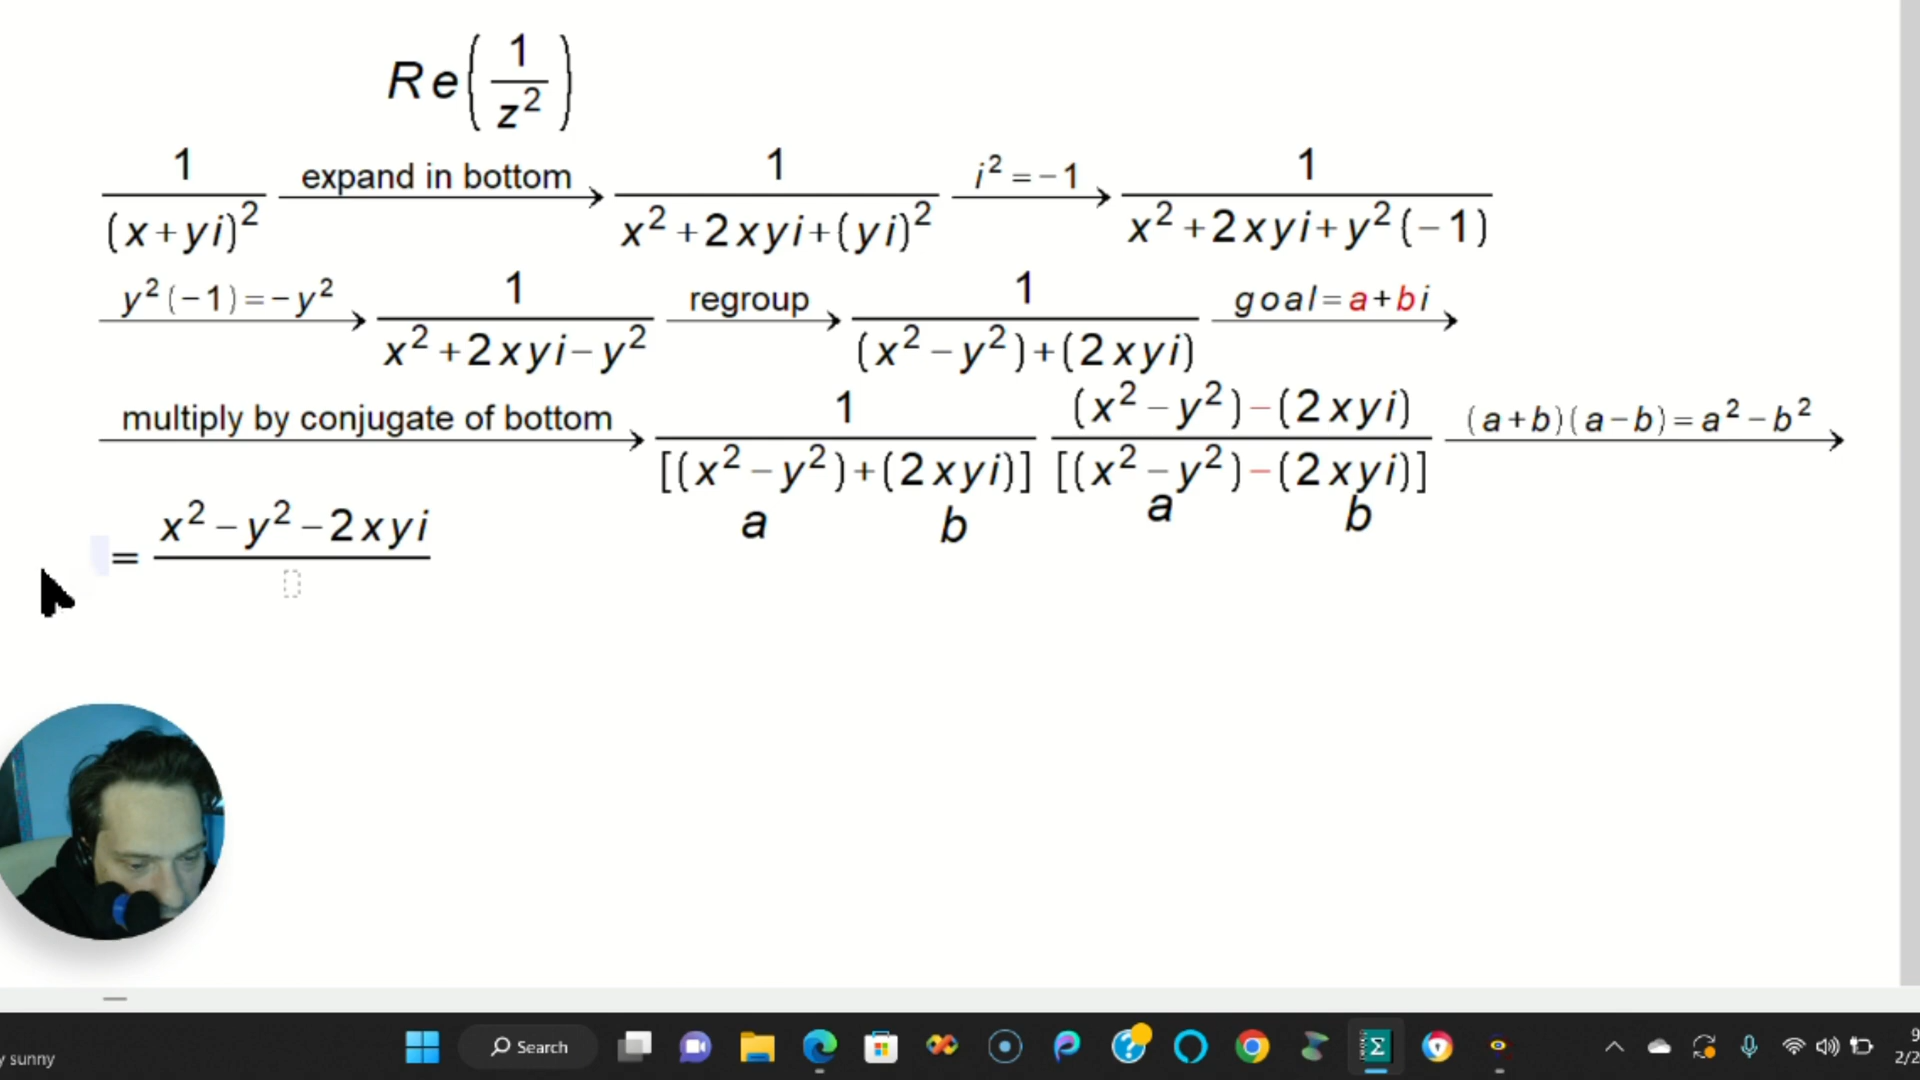 Re(1/z²)
1/(x+yi)² expand in bottom → 1/(x²+2xyi+(yi)²) i²=-1 → 1/(x²+2xyi+y²(-1))
y²(-1)=-y² → 1/(x²+2xyi-y²) regroup → 1/((x²-y²)+(2xyi)) goal=a+bi →
multiply by conjugate of bottom → 1/[(x²-y²)+(2xyi)] ((x²-y²)-(2xyi))/[(x²-y²)-(2xyi)] (a+b)(a-b)=a²-b² →
a b a b
= (x²-y²-2xyi)/
y sunny
Search
9
2/2